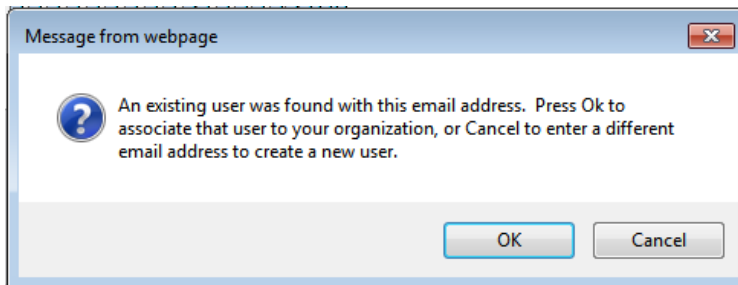 Message from webpage
An existing user was found with this email address.  Press Ok to
associate that user to your organization, or Cancel to enter a different
email address to create a new user.
OK
Cancel